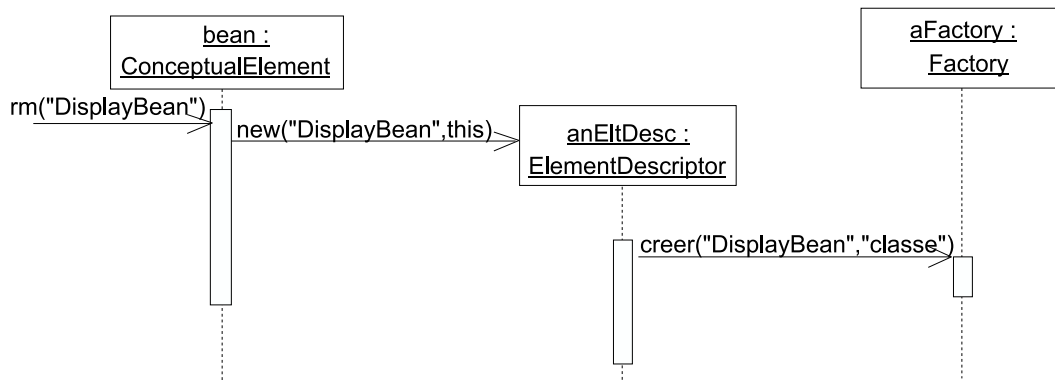 bean :
ConceptualElement
aFactory :
Factory
rm("DisplayBean")
new("DisplayBean",this)
anEltDesc :
ElementDescriptor
creer("DisplayBean","classe")